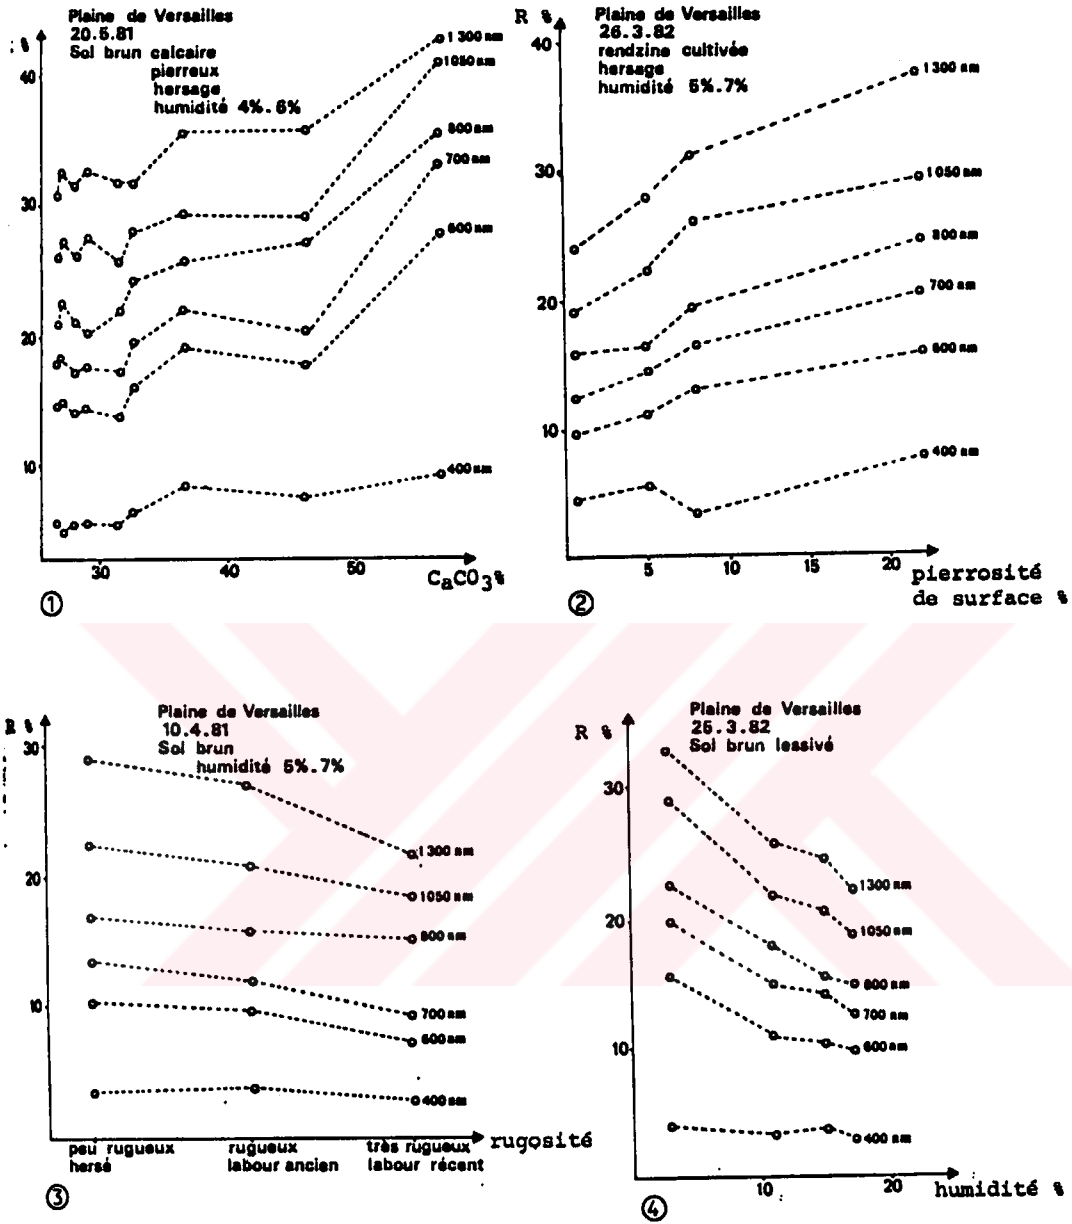 Plaine de Versailles
20.5.81
Sol brun calcaire
pierreux
hersage
humidité 4%.6%
%
40
30
20
10
1300 nm
1050 nm
800 nm
700 nm
600 nm
400 nm
30 40 50
CaCO3%
1
R %
Plaine de Versailles
26.3.82
rendzine cultivée
hersage
humidité 5%.7%
40
30
20
10
1300 nm
1050 nm
800 nm
700 nm
600 nm
400 nm
5 10 15 20
pierrosité
de surface %
2
R %
Plaine de Versailles
10.4.81
Sol brun
humidité 5%.7%
30
20
10
1300 nm
1050 nm
800 nm
700 nm
600 nm
400 nm
peu rugueux rugueux très rugueux rugosité
hersé labour ancien labour récent
3
R %
Plaine de Versailles
25.3.82
Sol brun lessivé
30
20
10
1300 nm
1050 nm
800 nm
700 nm
600 nm
400 nm
10 20
humidité %
4